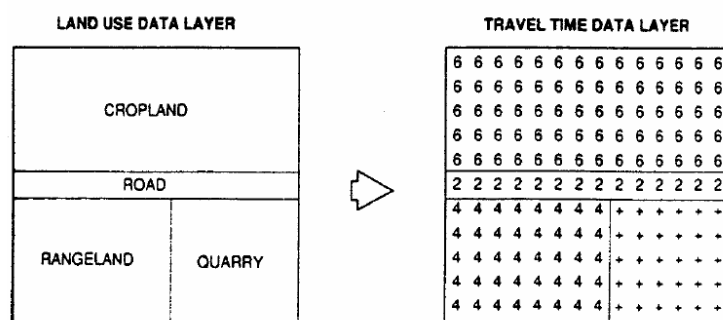 LAND USE DATA LAYER
CROPLAND
ROAD
RANGELAND
QUARRY
TRAVEL TIME DATA LAYER
6 6 6 6 6 6 6 6 6 6 6 6 6 6
6 6 6 6 6 6 6 6 6 6 6 6 6 6
6 6 6 6 6 6 6 6 6 6 6 6 6 6
6 6 6 6 6 6 6 6 6 6 6 6 6 6
6 6 6 6 6 6 6 6 6 6 6 6 6 6
2 2 2 2 2 2 2 2 2 2 2 2 2 2
4 4 4 4 4 4 4 4 + + + + + +
4 4 4 4 4 4 4 4 + + + + + +
4 4 4 4 4 4 4 4 + + + + + +
4 4 4 4 4 4 4 4 + + + + + +
4 4 4 4 4 4 4 4 + + + + + +